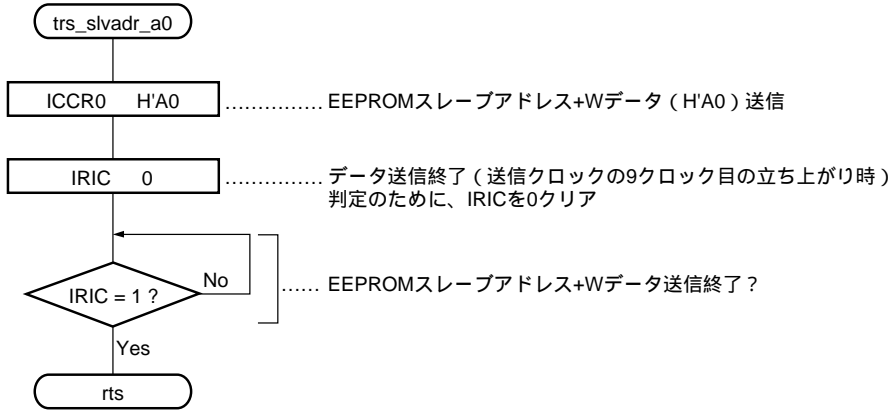 trs_slvadr_a0
ICCR0 H'A0 …………… EEPROMスレーブアドレス+Wデータ（H'A0）送信
IRIC 0 …………… データ送信終了（送信クロックの9クロック目の立ち上がり時）
判定のために、IRICを0クリア
No
IRIC = 1 ? …… EEPROMスレーブアドレス+Wデータ送信終了？
Yes
rts